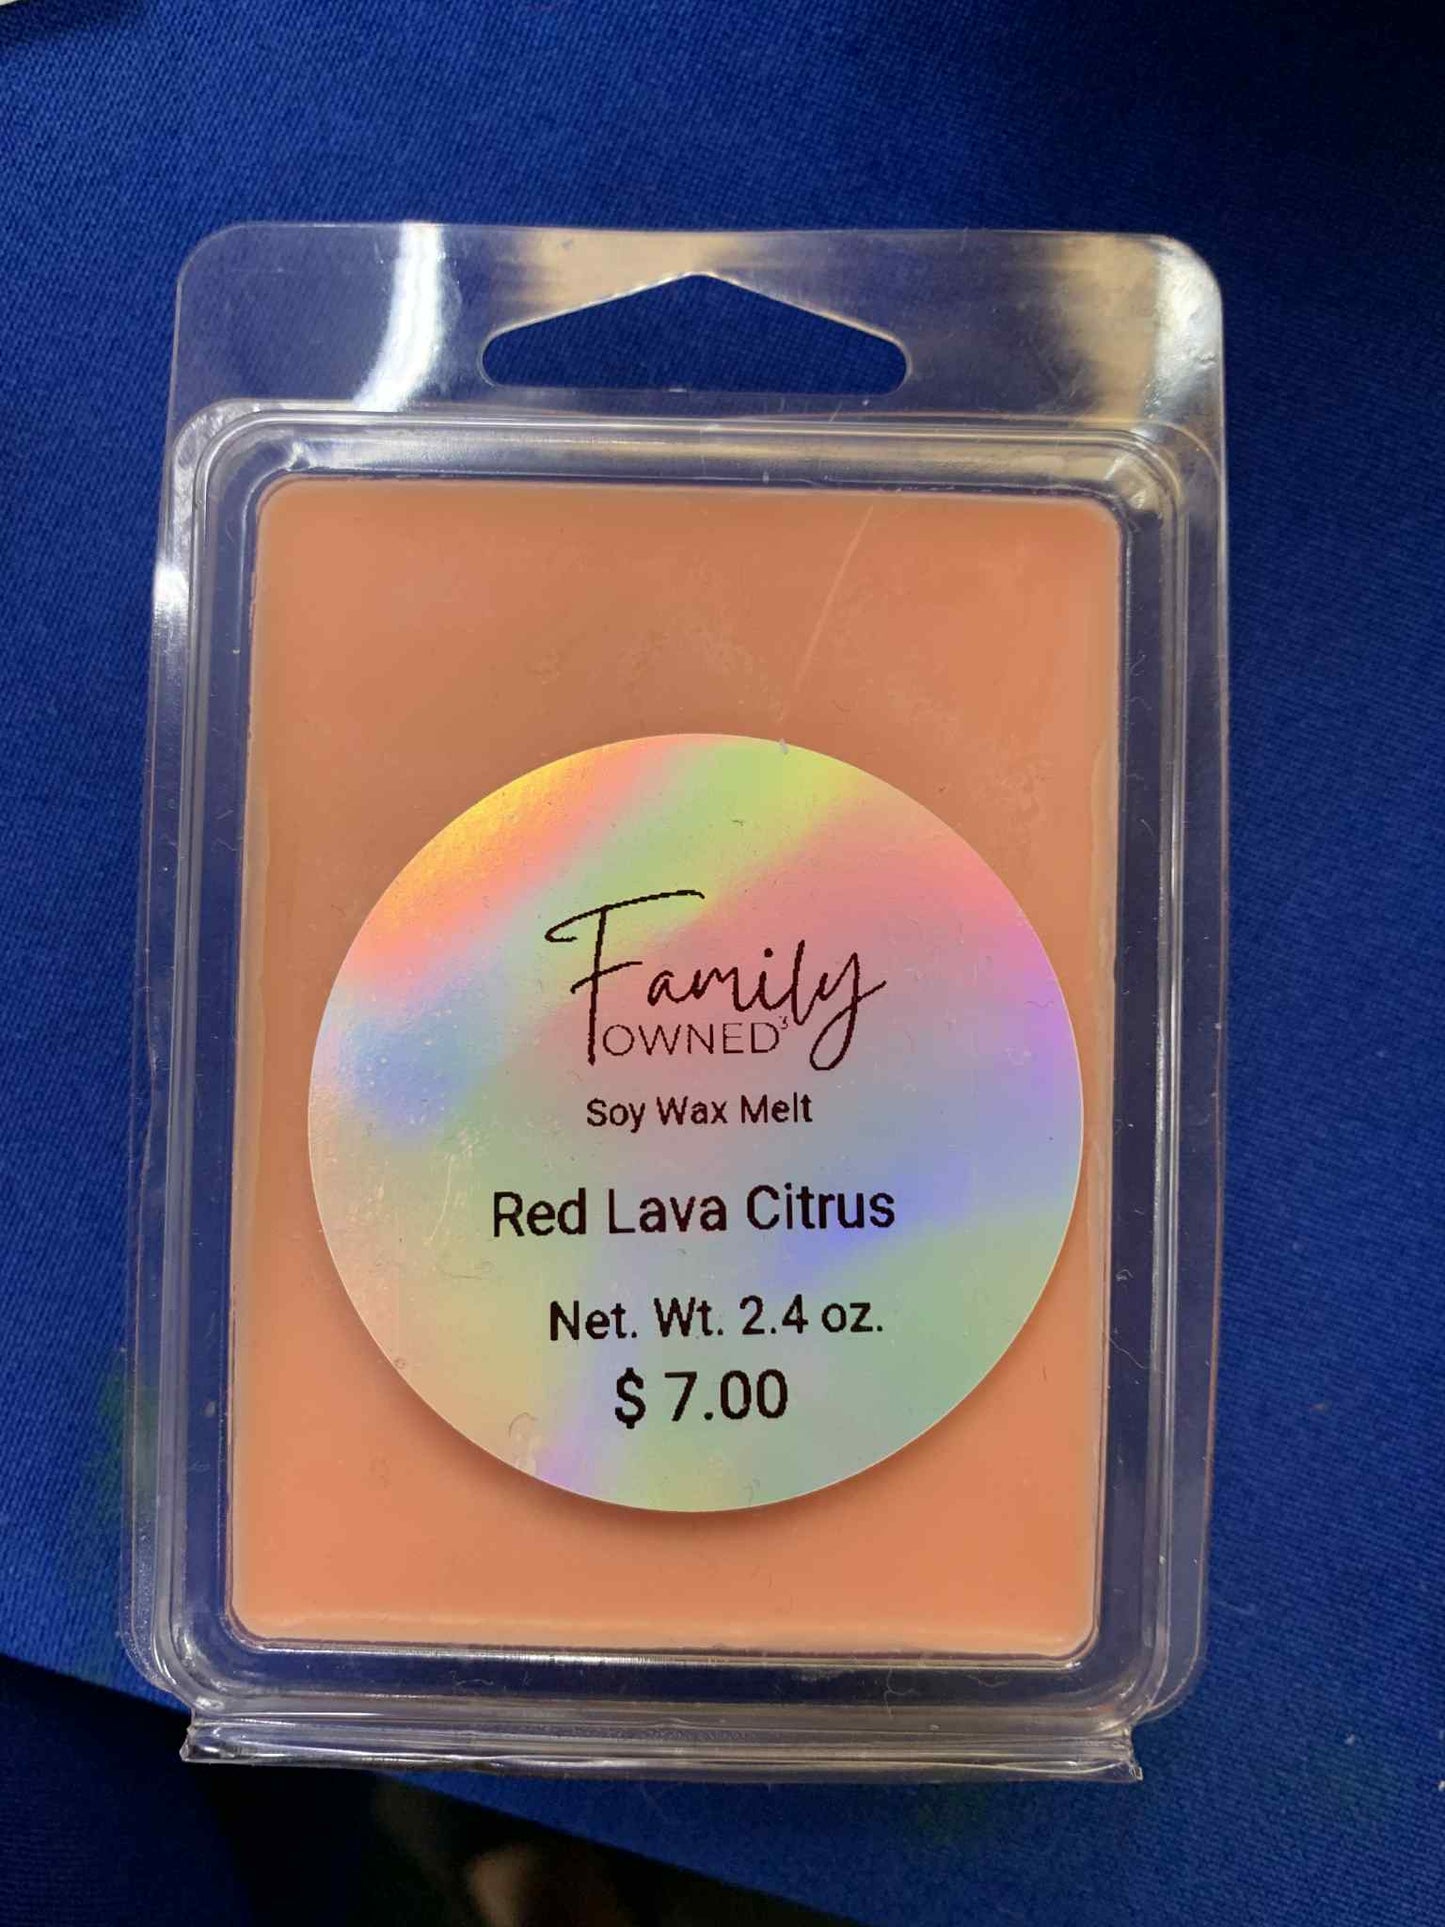 Family
OWNED³
Soy Wax Melt
Red Lava Citrus
Net. Wt. 2.4 oz.
$ 7.00